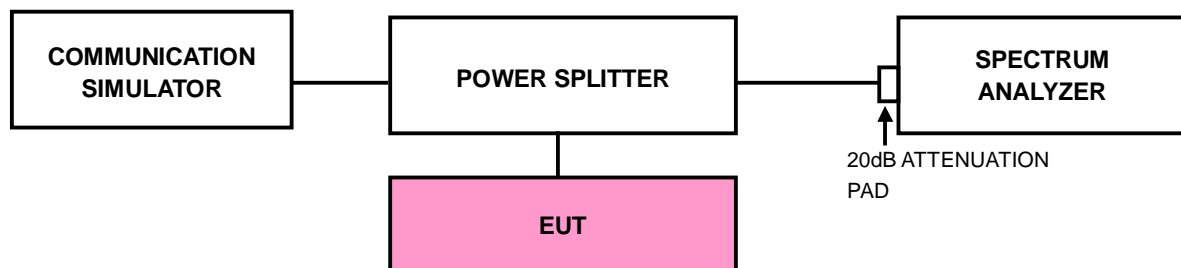 COMMUNICATION
SIMULATOR
POWER SPLITTER
SPECTRUM
ANALYZER
20dB ATTENUATION
PAD
EUT